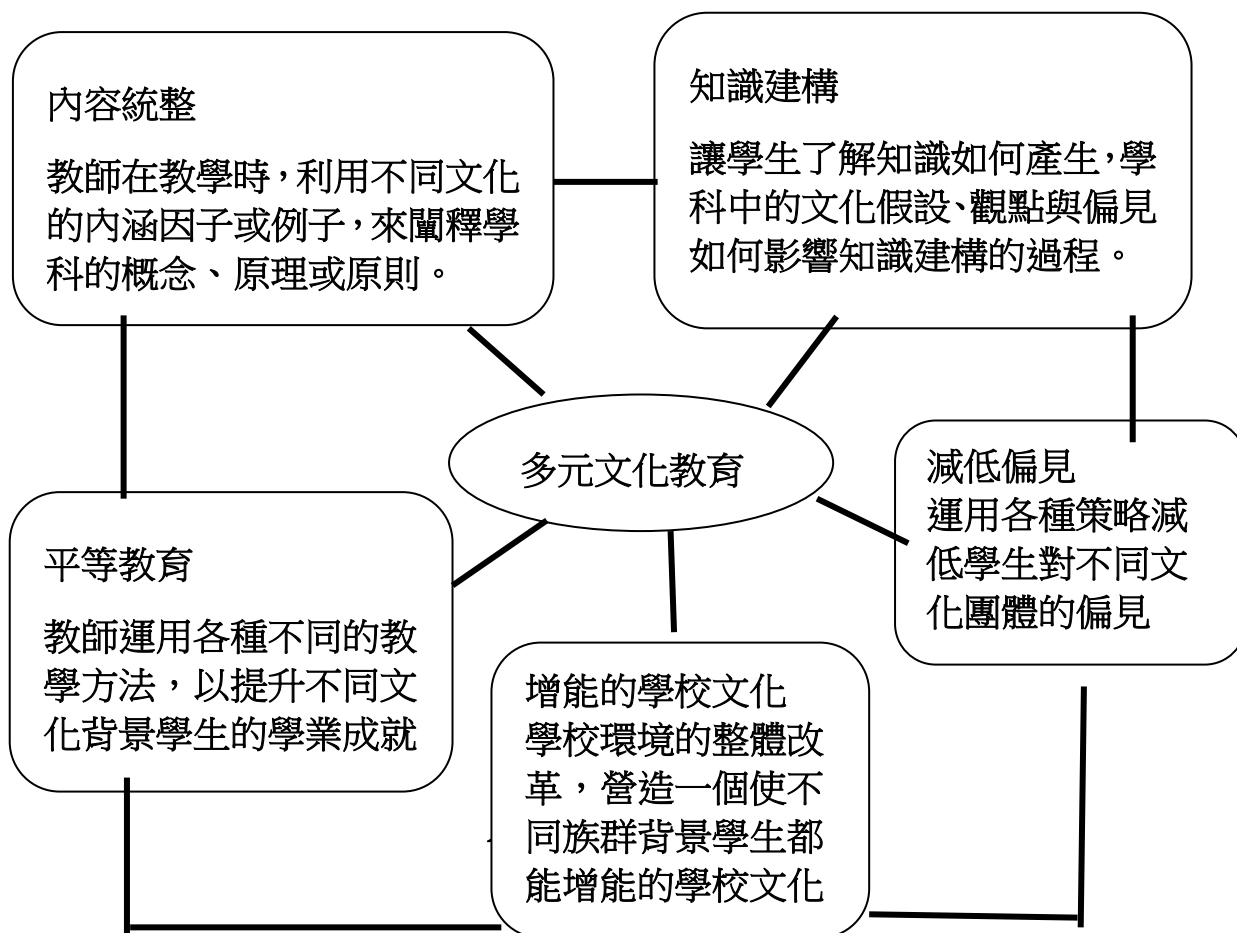 內容統整
教師在教學時，利用不同文化
的內涵因子或例子，來闡釋學
科的概念、原理或原則。
知識建構
讓學生了解知識如何產生，學
科中的文化假設、觀點與偏見
如何影響知識建構的過程。
多元文化教育
減低偏見
運用各種策略減
低學生對不同文
化團體的偏見
平等教育
教師運用各種不同的教
學方法，以提升不同文
化背景學生的學業成就
增能的學校文化
學校環境的整體改
革，營造一個使不
同族群背景學生都
能增能的學校文化